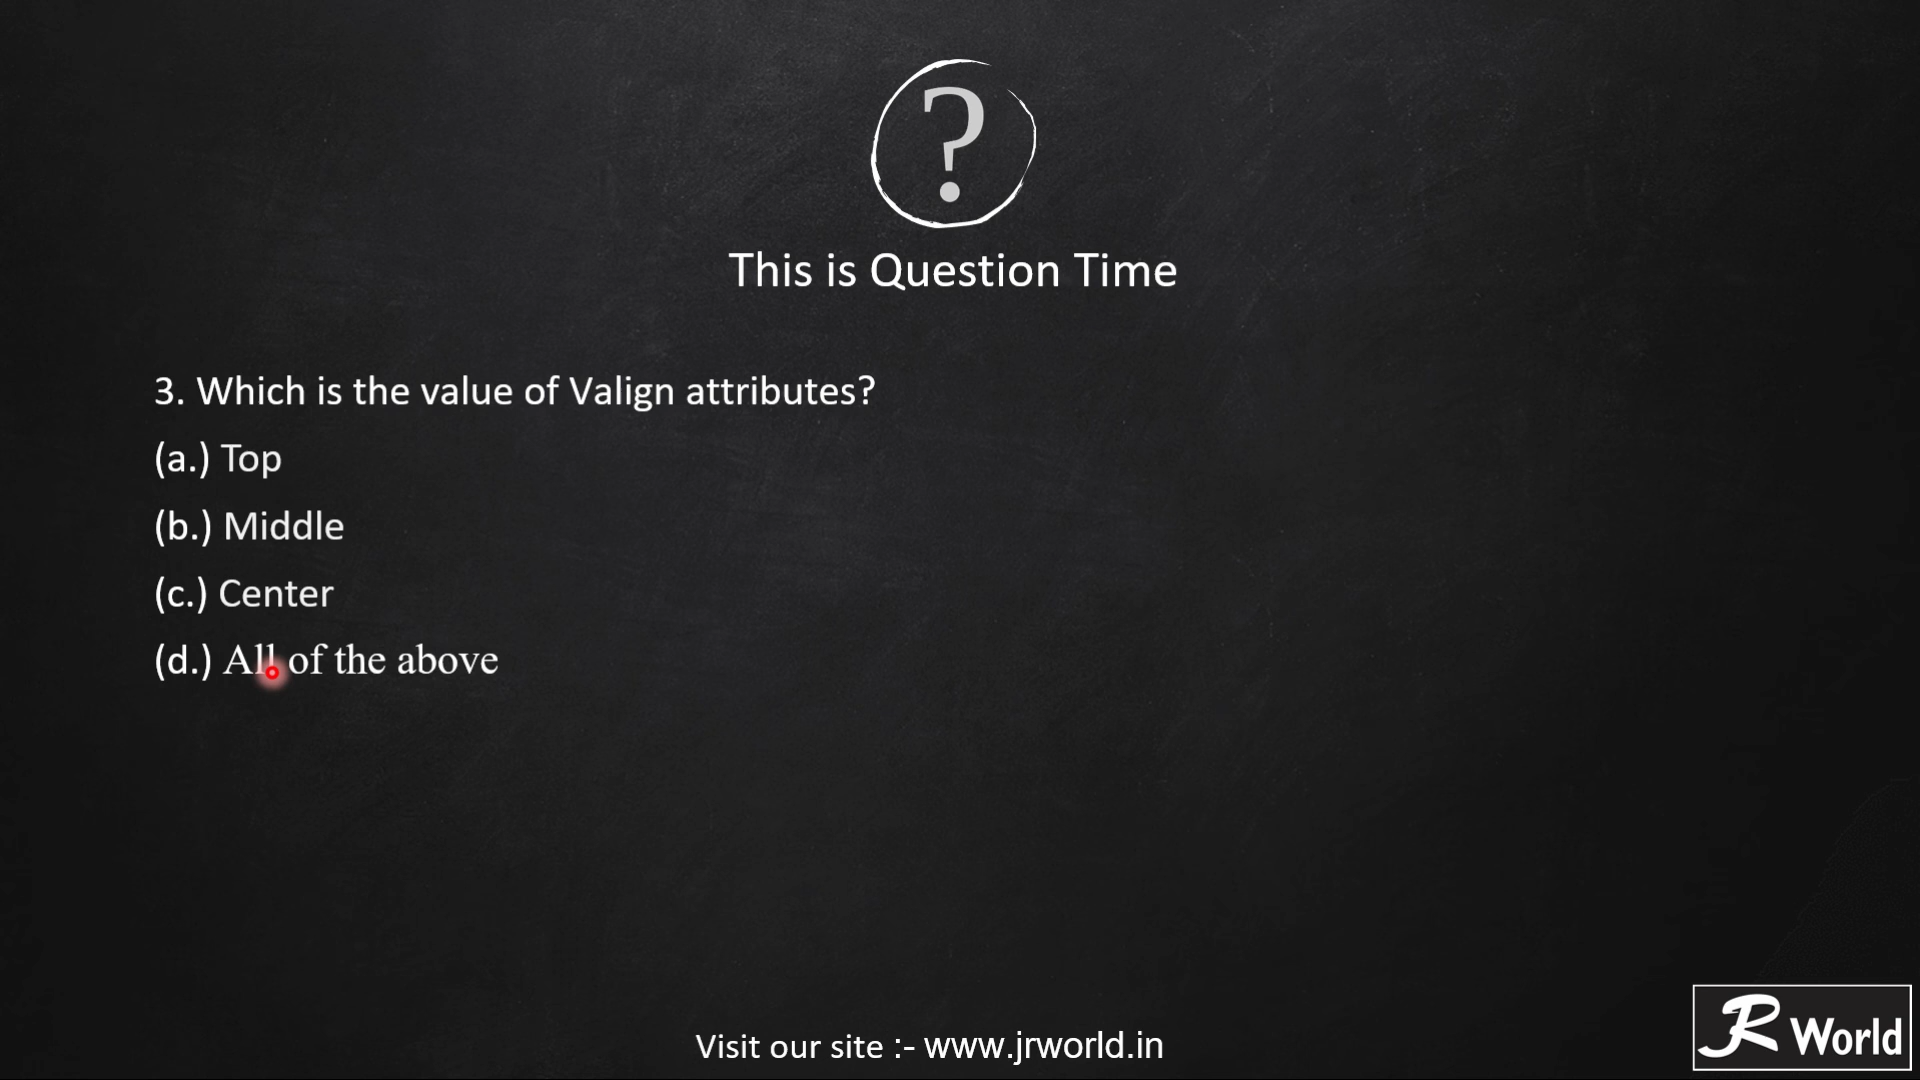 ?
This is Question Time
3. Which is the value of Valign attributes?
(a.) Top
(b.) Middle
(c.) Center
(d.) All of the above
Visit our site :- www.jrworld.in
JR World